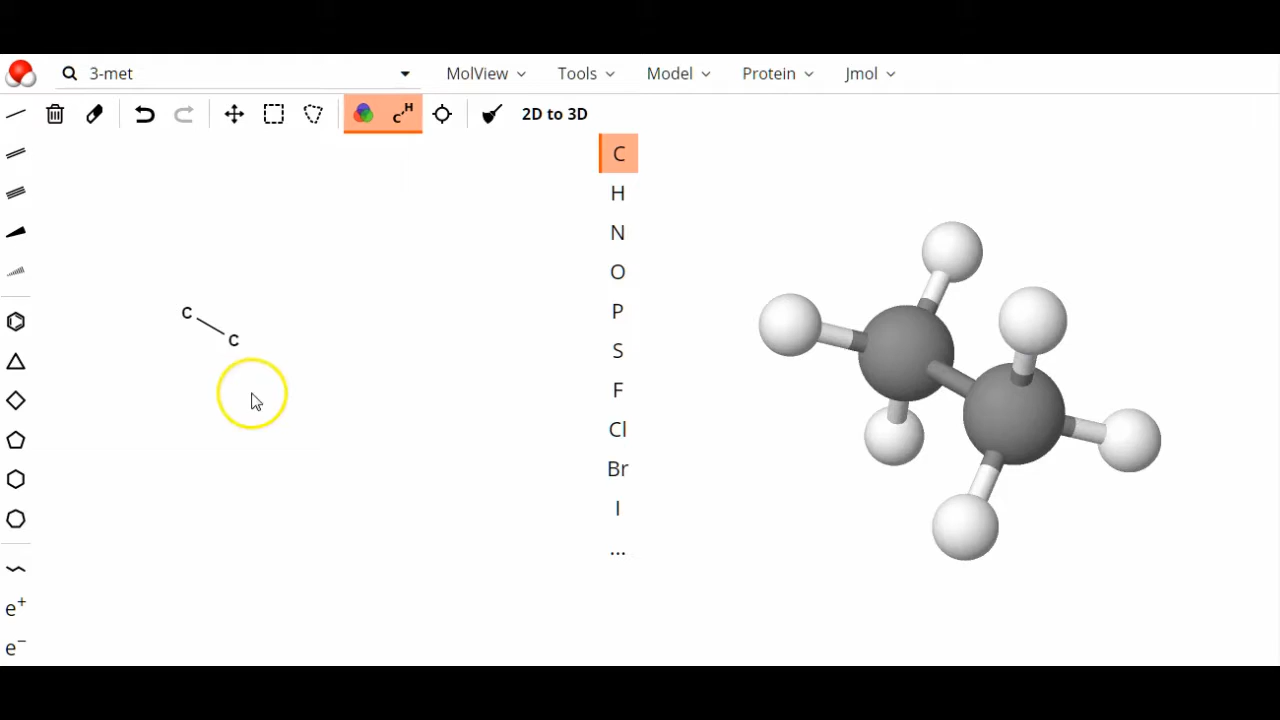 3-met
MolView
Tools
Model
Protein
Jmol
C H
2D to 3D
C
H
N
O
P
S
F
Cl
Br
I
...
C
C
e+
e−